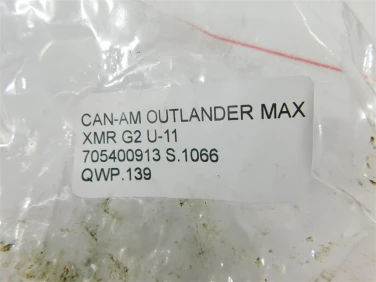 CAN-AM OUTLANDER MAX
XMR G2 U-11
705400913 S.1066
QWP.139